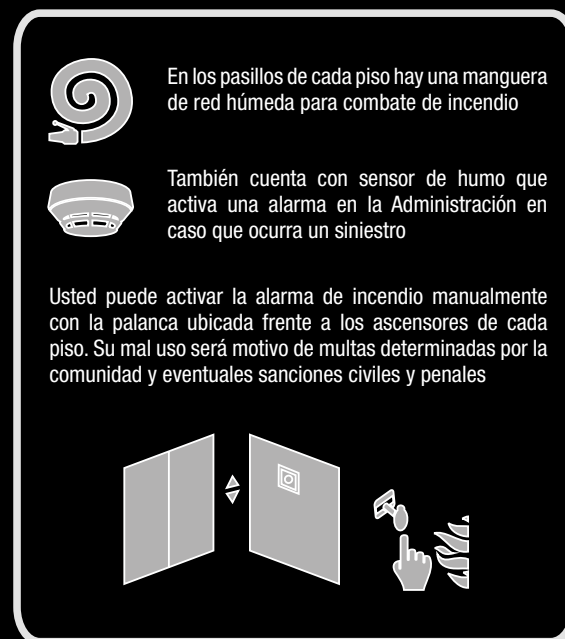 En los pasillos de cada piso hay una manguera
de red húmeda para combate de incendio
También cuenta con sensor de humo que
activa una alarma en la Administración en
caso que ocurra un siniestro
Usted puede activar la alarma de incendio manualmente
con la palanca ubicada frente a los ascensores de cada
piso. Su mal uso será motivo de multas determinadas por la
comunidad y eventuales sanciones civiles y penales